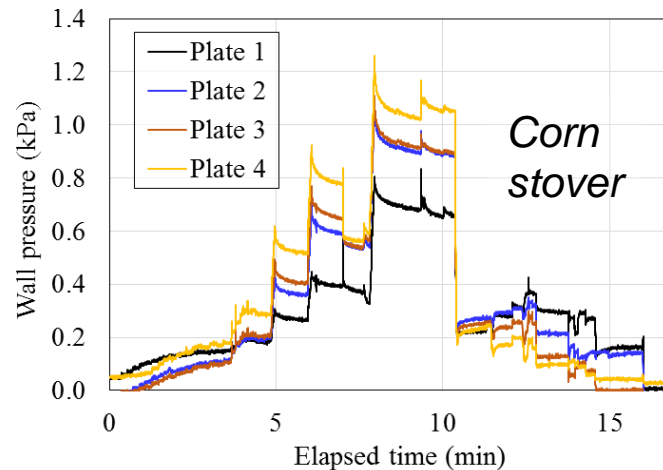 Wall pressure (kPa)
1.4
1.2
1.0
0.8
0.6
0.4
0.2
0.0
Plate 1
Plate 2
Plate 3
Plate 4
Corn
stover
0
5
10
15
Elapsed time (min)